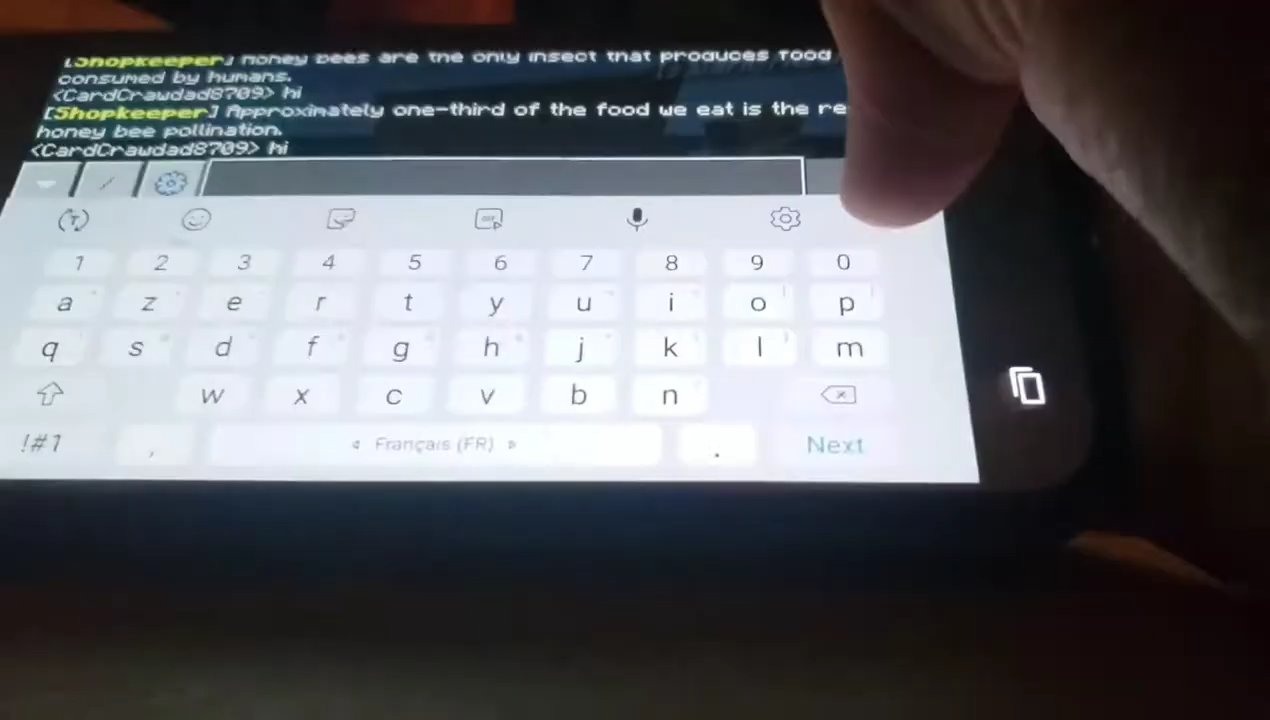 [Shopkeeper] Honey bees are the only insect that produces food
consumed by humans.
<CardCrawdad8709> hi
[Shopkeeper] Approximately one-third of the food we eat is the re
honey bee pollination.
<CardCrawdad8709> hi
GIF
1 2 3 4 5 6 7 8 9 0
a z e r t y u i o p
q s d f g h j k l m
w x c v b n
!#1 , Français (FR) . Next